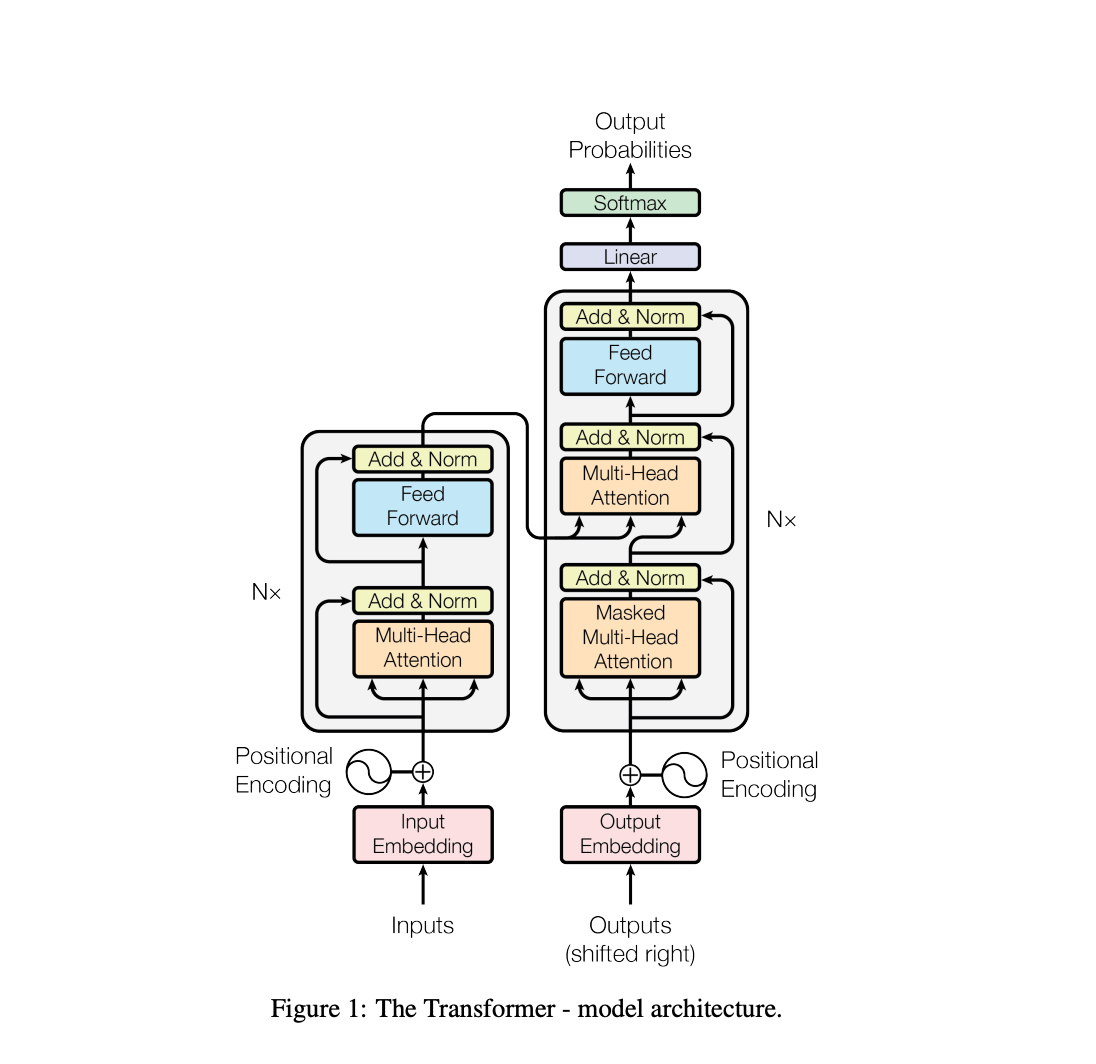 Output
Probabilities
Softmax
Linear
Add & Norm
Feed
Forward
Add & Norm
Multi-Head
Attention
Add & Norm
Masked
Multi-Head
Attention
Nx
Add & Norm
Feed
Forward
Add & Norm
Multi-Head
Attention
Nx
Positional
Encoding
Positional
Encoding
Input
Embedding
Output
Embedding
Inputs
Outputs
(shifted right)
Figure 1: The Transformer - model architecture.